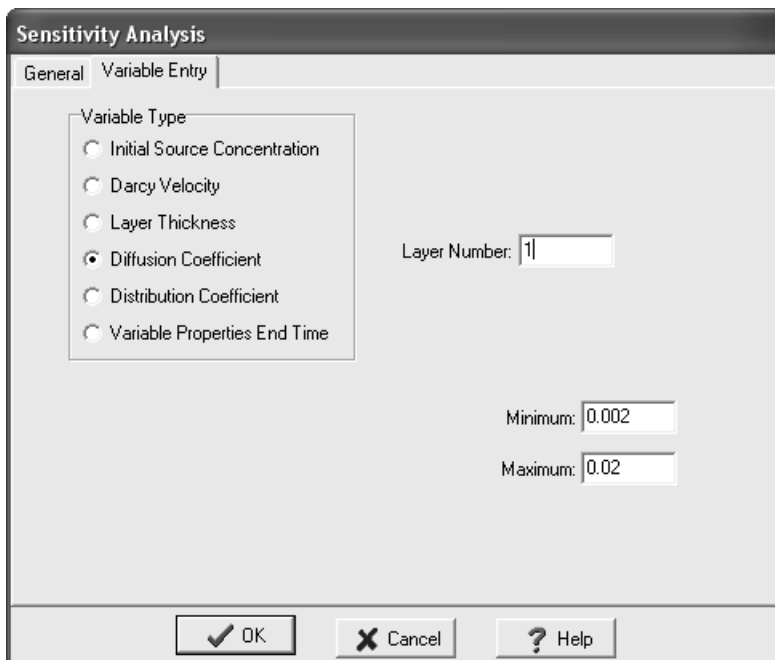 Sensitivity Analysis
General Variable Entry
Variable Type
Initial Source Concentration
Darcy Velocity
Layer Thickness
Diffusion Coefficient
Distribution Coefficient
Variable Properties End Time
Layer Number: 1
Minimum: 0.002
Maximum: 0.02
OK Cancel Help